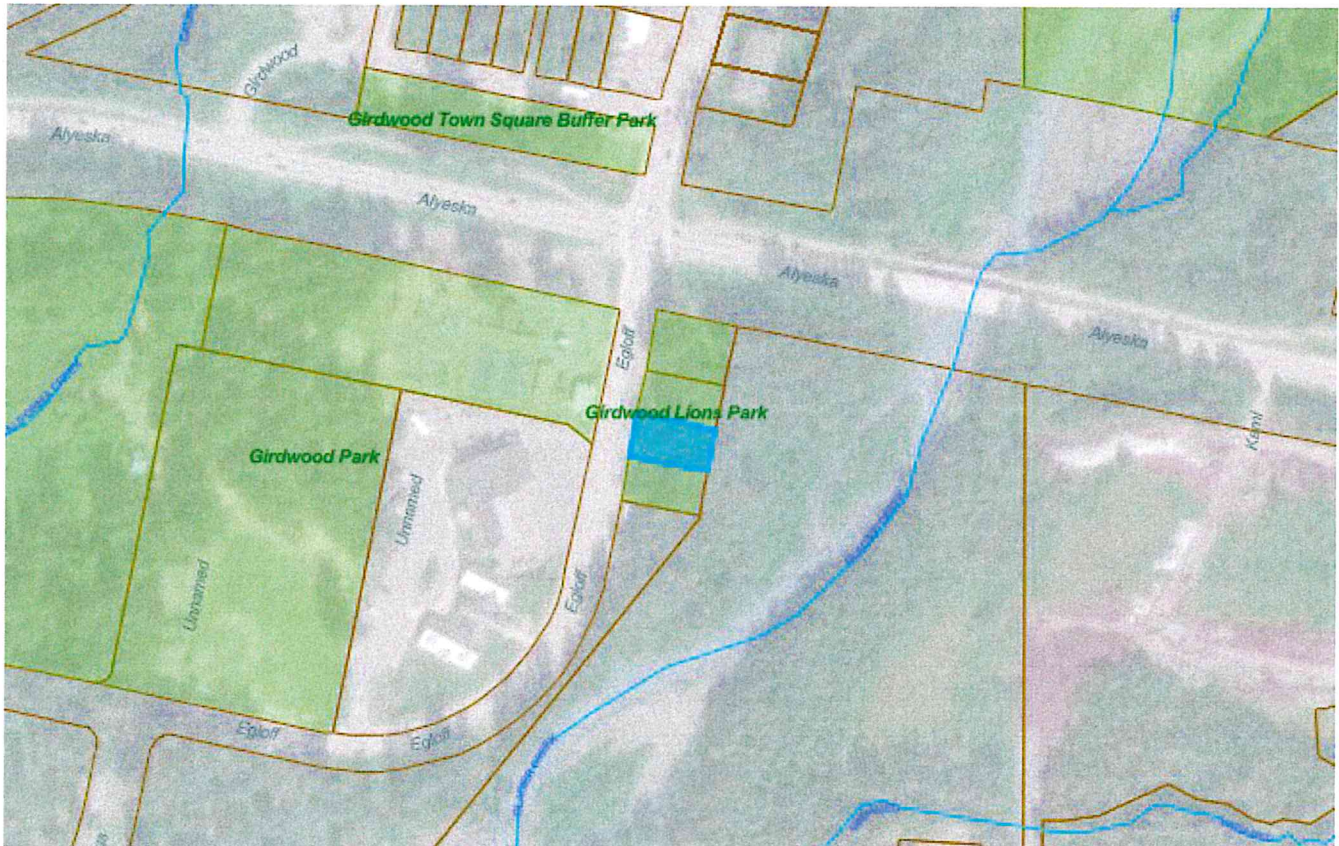 Girdwood
Girdwood Town Square Buffer Park
Alyeska
Alyeska
Alyeska
Alyeska
Egloff
Girdwood Lions Park
Kami
Girdwood Park
Unnamed
Unnamed
Egloff
Egloff
Egloff